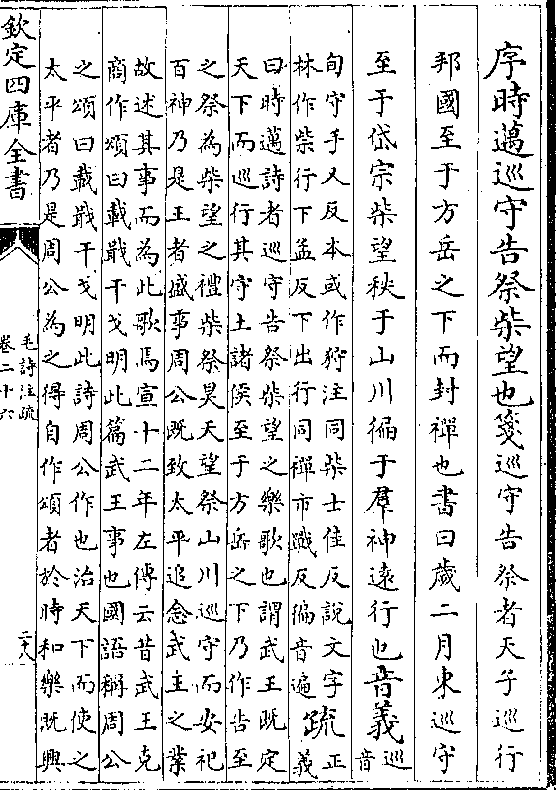 序時邁巡守告祭柴望也箋巡守告祭者天子巡行
邦國至于方岳之下而封禪也書曰歳二月東巡守
至于岱宗柴望秩于山川徧于羣神逺行也音義巡音
旬守手又反本或作狩注同柴士佳反說文字
林作柴行下孟反下出行同禪市戰反徧音遍
疏正義
曰時邁詩者巡守告祭柴望之樂歌也謂武王既定
天下而巡行其守土諸侯至于方岳之下乃作告至
之祭為柴望之禮柴祭昊天望祭山川巡守而安祀
百神乃是王者盛事周公既致太平追念武王之業
故述其事而為此歌焉宣十二年左傳云昔武王克
商作頌曰載戢干戈明此篇武王事也國語稱周公
之頌曰載戢干戈明此詩周公作也治天下而使之
太平者乃是周公為之得自作頌者於時和樂既興
欽定四庫全書
毛詩注疏
卷二十六